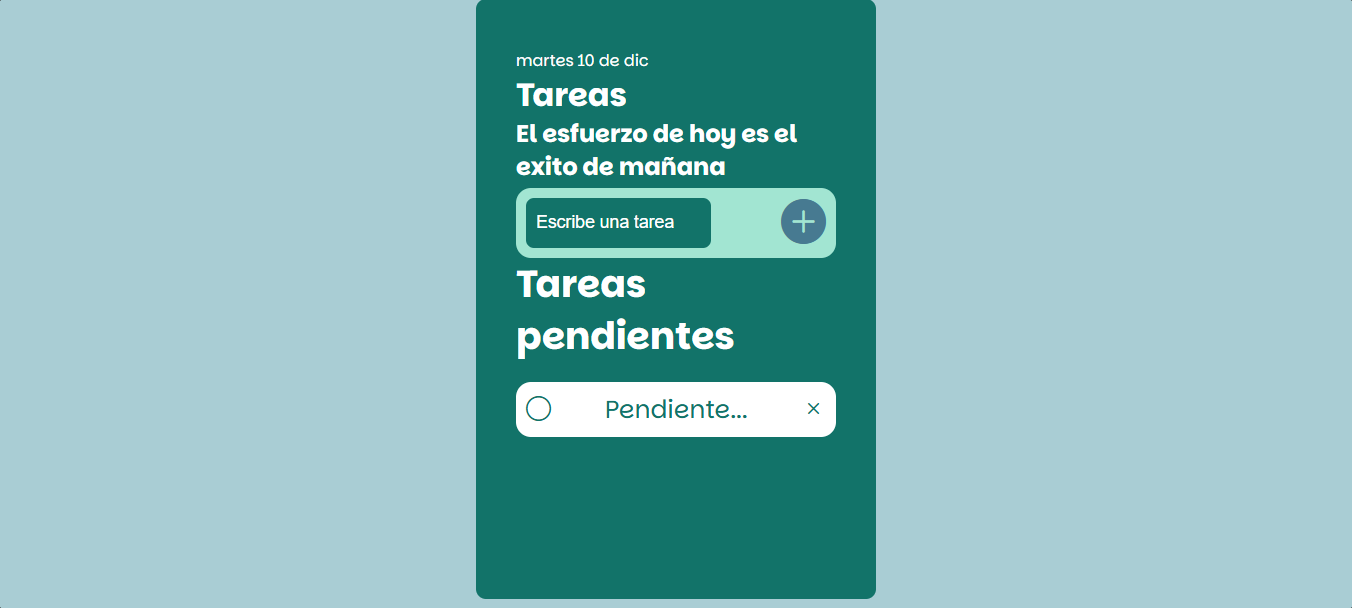 martes 10 de dic
Tareas
El esfuerzo de hoy es el
exito de mañana
Escribe una tarea
Tareas
pendientes
Pendiente...